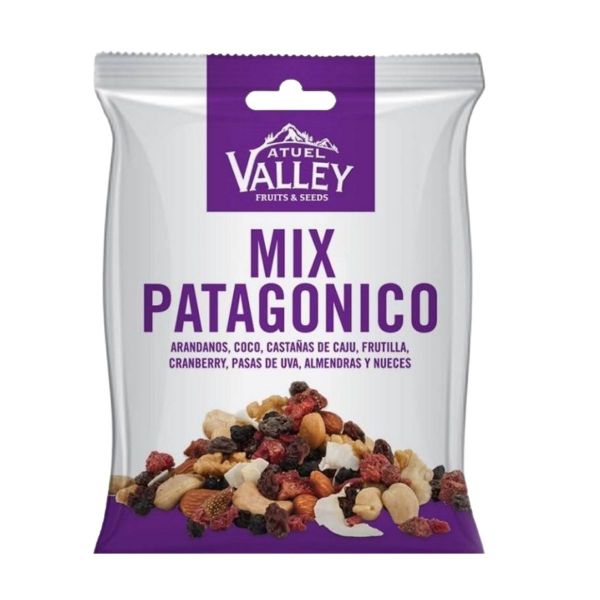 ATUEL
VALLEY
FRUITS & SEEDS
MIX
PATAGONICO
ARANDANOS, COCO, CASTAÑAS DE CAJU, FRUTILLA,
CRANBERRY, PASAS DE UVA, ALMENDRAS Y NUECES